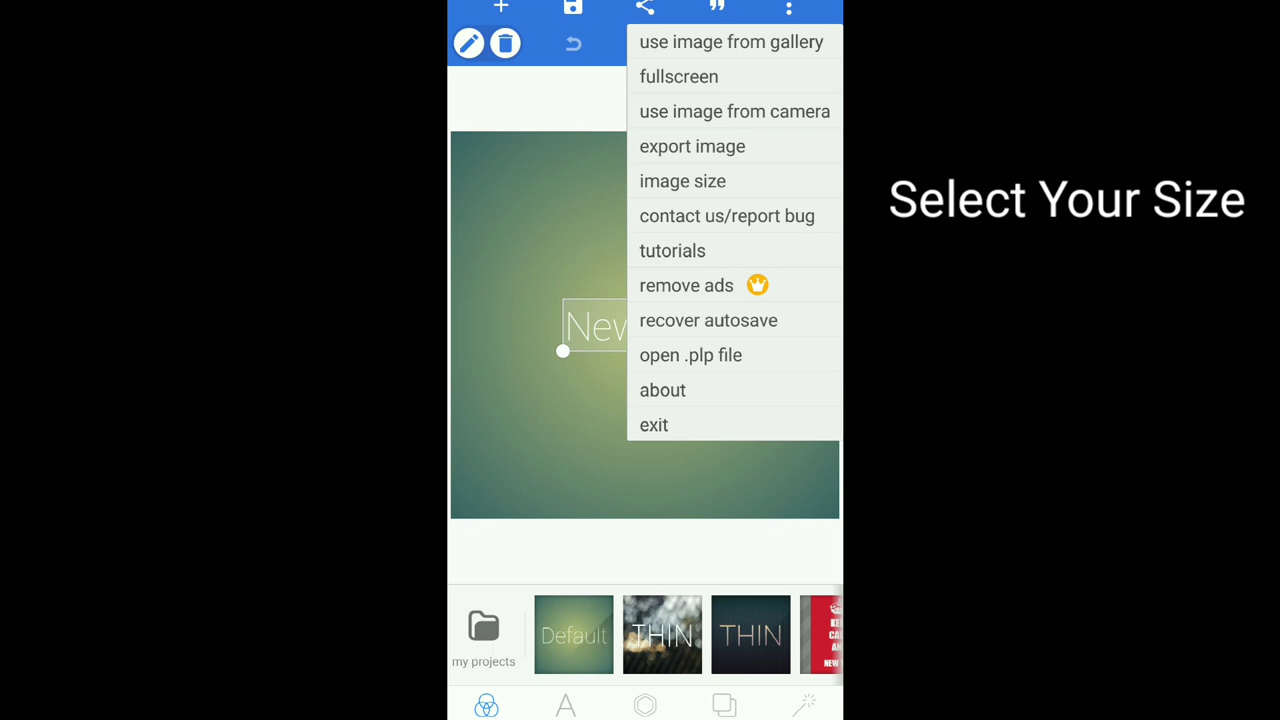 use image from gallery
fullscreen
use image from camera
export image
image size
contact us/report bug
tutorials
remove ads
recover autosave
open .plp file
about
exit
Select Your Size
my projects
Default
THIN
THIN